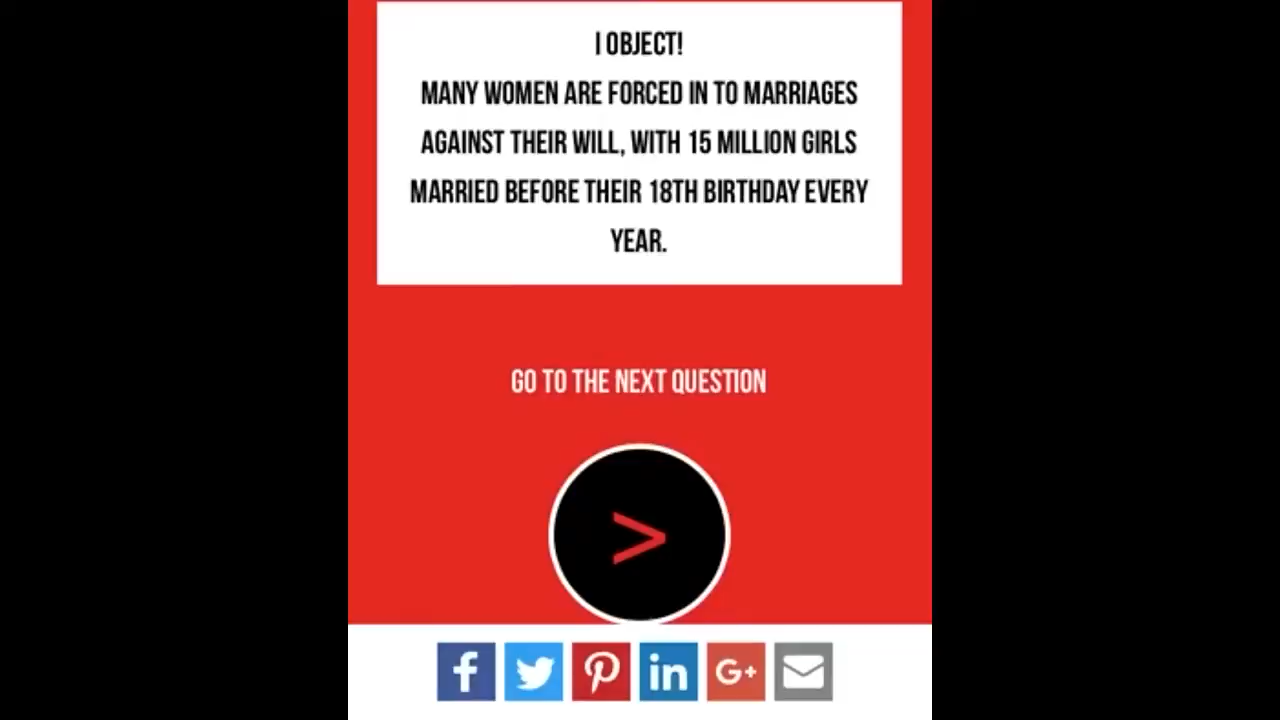 I OBJECT!
MANY WOMEN ARE FORCED IN TO MARRIAGES
AGAINST THEIR WILL, WITH 15 MILLION GIRLS
MARRIED BEFORE THEIR 18TH BIRTHDAY EVERY
YEAR.
GO TO THE NEXT QUESTION
>
f in G+